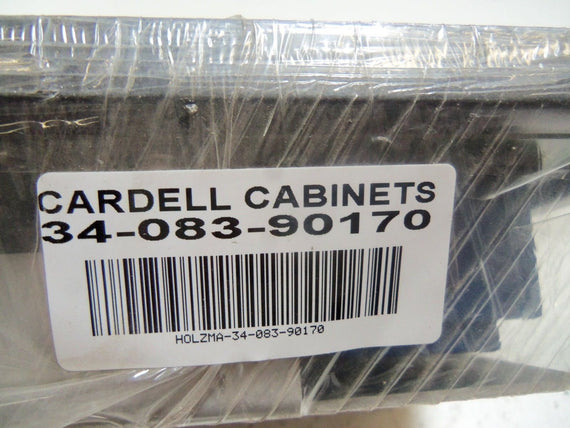 CARDELL CABINETS
34-083-90170
HOLZMA-34-083-90170